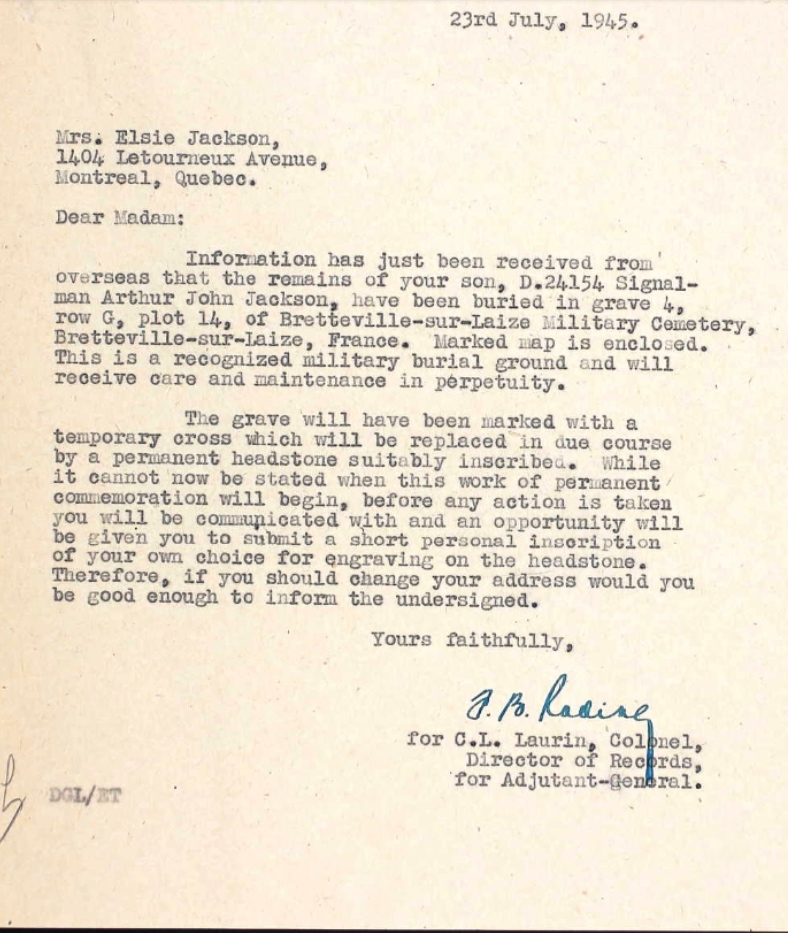 23rd July, 1945.
Mrs. Elsie Jackson,
1404 Letourneux Avenue,
Montreal, Quebec.
Dear Madam:
Information has just been received from
overseas that the remains of your son, D.24154 Signal-
man Arthur John Jackson, have been buried in grave 4,
row G, plot 14, of Bretteville-sur-Laize Military Cemetery,
Bretteville-sur-Laize, France. Marked map is enclosed.
This is a recognized military burial ground and will
receive care and maintenance in perpetuity.
The grave will have been marked with a
temporary cross which will be replaced in due course
by a permanent headstone suitably inscribed. While
it cannot now be stated when this work of permanent
commemoration will begin, before any action is taken
you will be communicated with and an opportunity will
be given you to submit a short personal inscription
of your own choice for engraving on the headstone.
Therefore, if you should change your address would you
be good enough to inform the undersigned.
Yours faithfully,
for C.L. Laurin, Colonel,
Director of Records,
for Adjutant-General.
DGL/ET